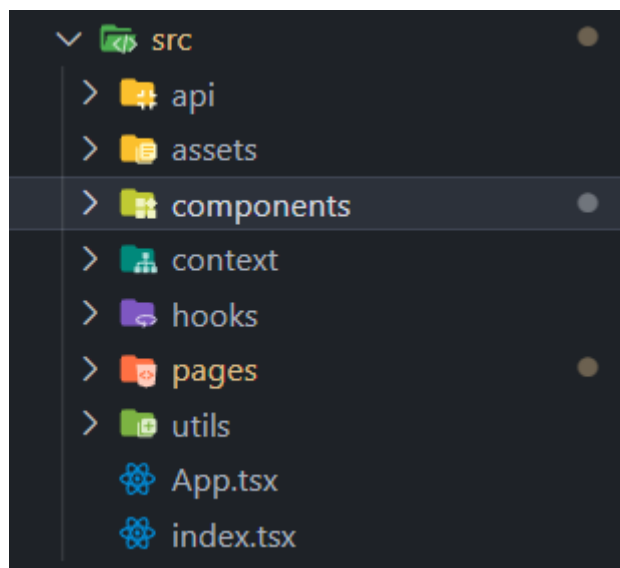 src
api
assets
components
context
hooks
pages
utils
App.tsx
index.tsx